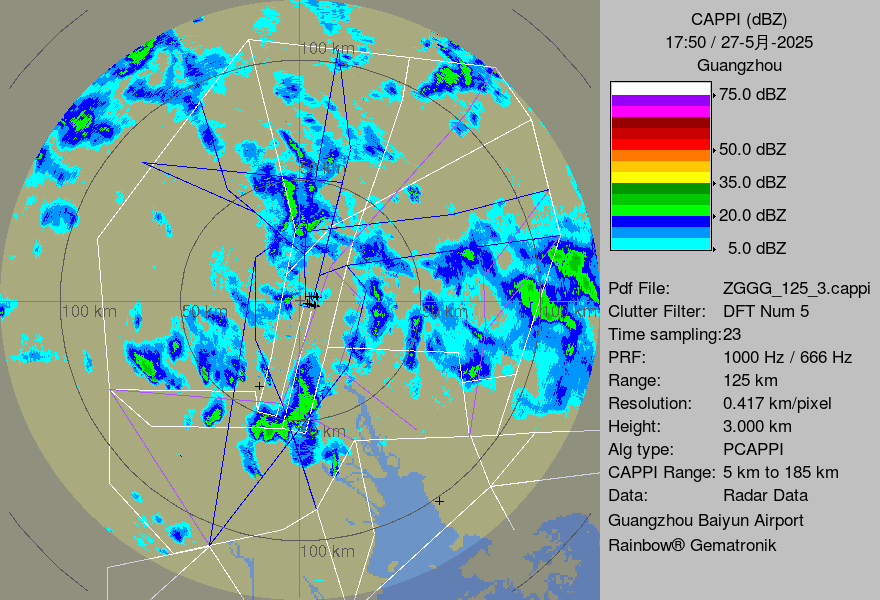 CAPPI (dBZ)
17:50 / 27-5月-2025
Guangzhou
75.0 dBZ
50.0 dBZ
35.0 dBZ
20.0 dBZ
5.0 dBZ
Pdf File: ZGGG_125_3.cappi
Clutter Filter: DFT Num 5
Time sampling:23
PRF: 1000 Hz / 666 Hz
Range: 125 km
Resolution: 0.417 km/pixel
Height: 3.000 km
Alg type: PCAPPI
CAPPI Range: 5 km to 185 km
Data: Radar Data
Guangzhou Baiyun Airport
Rainbow® Gematronik
100 km
100 km
50 km
100 km
km
100 km